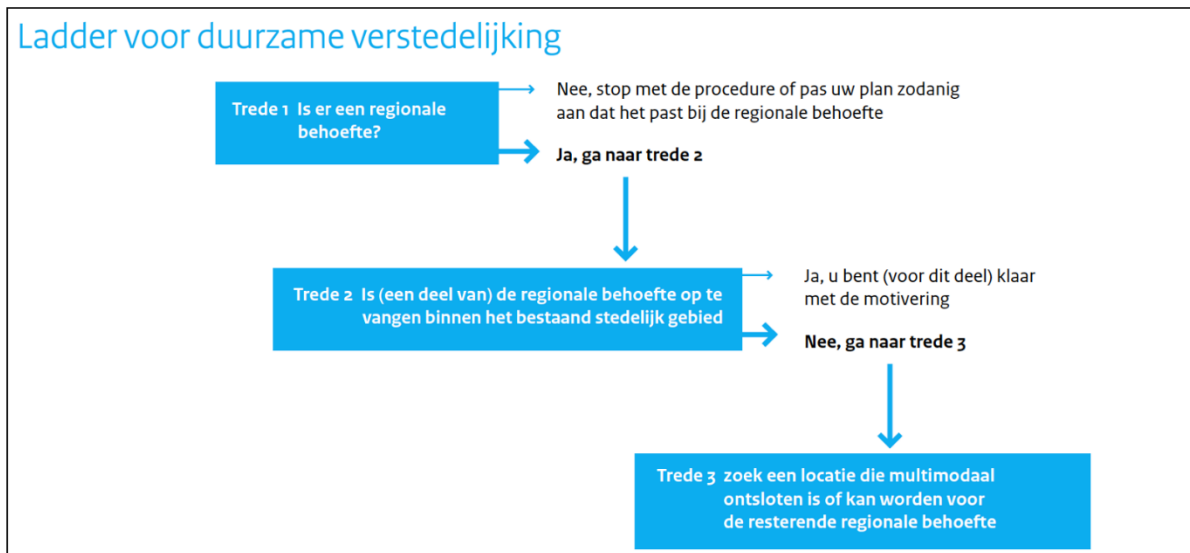 Ladder voor duurzame verstedelijking
Trede 1 Is er een regionale
behoefte?
Nee, stop met de procedure of pas uw plan zodanig
aan dat het past bij de regionale behoefte
Ja, ga naar trede 2
Trede 2 Is (een deel van) de regionale behoefte op te
vangen binnen het bestaand stedelijk gebied
Ja, u bent (voor dit deel) klaar
met de motivering
Nee, ga naar trede 3
Trede 3 zoek een locatie die multimodaal
ontsloten is of kan worden voor
de resterende regionale behoefte